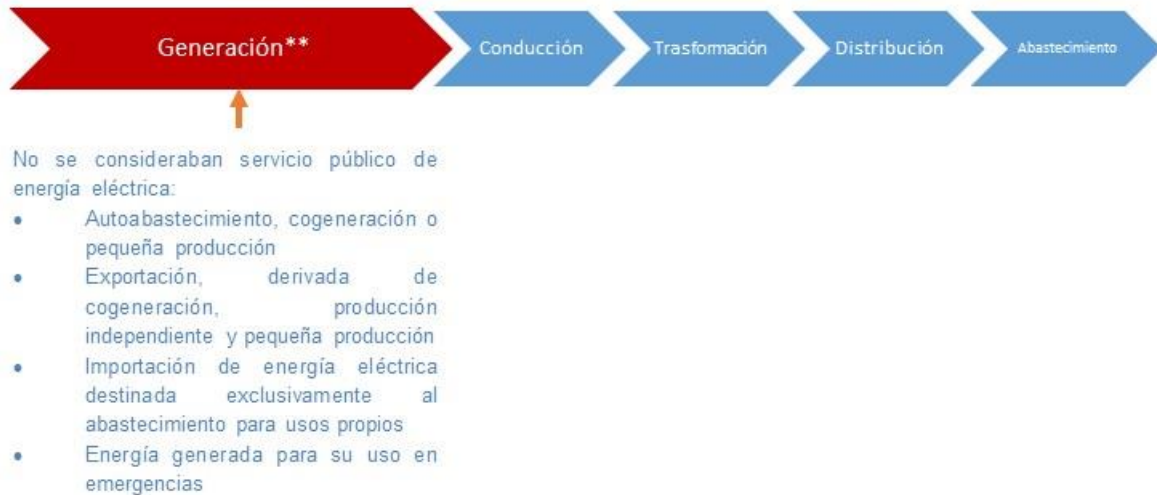 Generación**
Conducción
Trasformación
Distribución
Abastecimiento
No se consideraban servicio público de
energía eléctrica:
• Autoabastecimiento, cogeneración o
pequeña producción
• Exportación, derivada de
cogeneración, producción
independiente y pequeña producción
• Importación de energía eléctrica
destinada exclusivamente al
abastecimiento para usos propios
• Energía generada para su uso en
emergencias